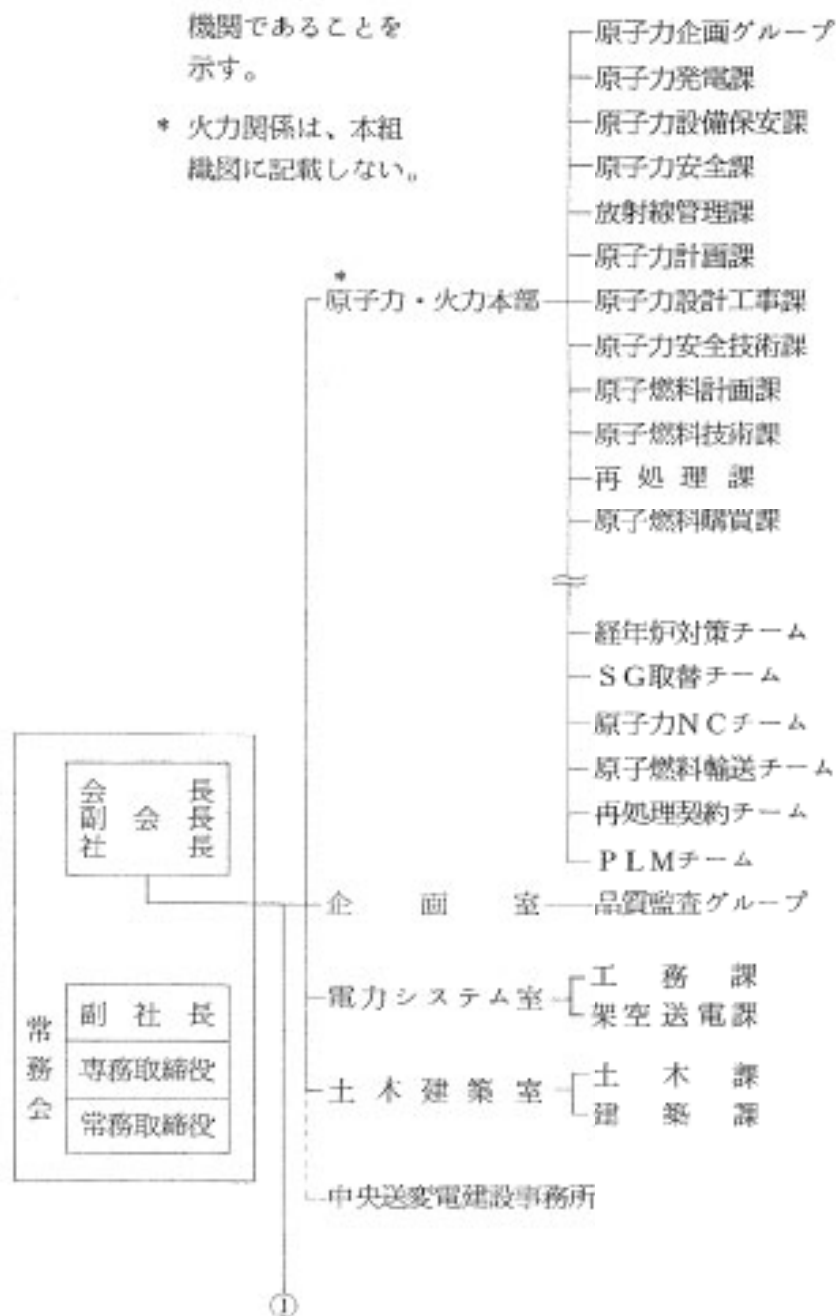 機関であることを
示す。
* 火力関係は、本組
織図に記載しない。
原子力企画グループ
原子力発電課
原子力設備保安課
原子力安全課
放射線管理課
原子力計画課
*
原子力・火力本部
原子力設計工事課
原子力安全技術課
原子燃料計画課
原子燃料技術課
再処理課
原子燃料購買課
経年炉対策チーム
SG取替チーム
原子力NCチーム
原子燃料輸送チーム
再処理契約チーム
PLMチーム
会長
副会長
社長
企画室
品質監査グループ
常務会
副社長
専務取締役
常務取締役
電力システム室
工務課
架空送電課
土木建築室
土木課
建築課
中央送変電建設事務所
①